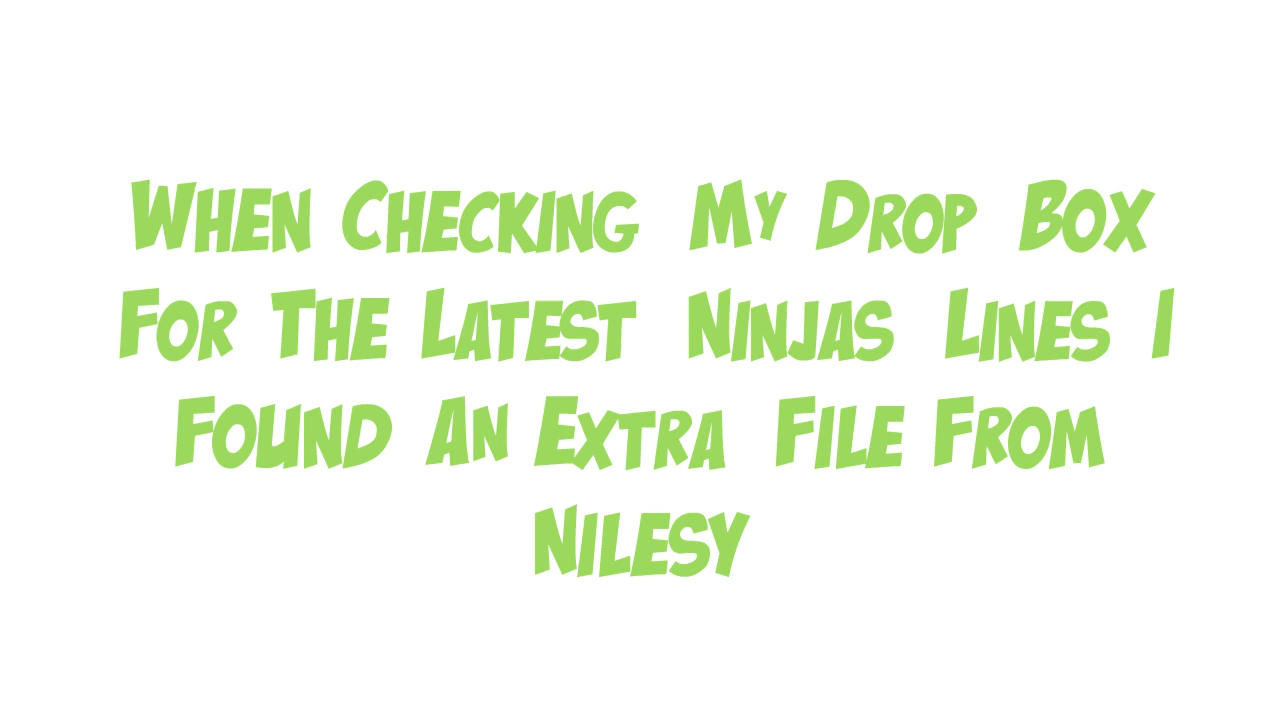 When Checking My Drop Box
For The Latest Ninjas Lines I
Found An Extra File From
Nilesy